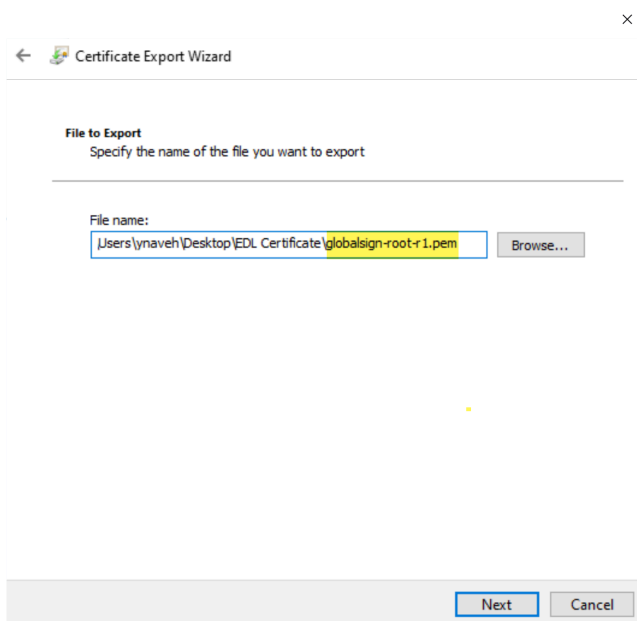 Certificate Export Wizard
File to Export
Specify the name of the file you want to export
File name:
Users\ynaveh\Desktop\EDL Certificate\globalsign-root-r1.pem
Browse...
Next
Cancel